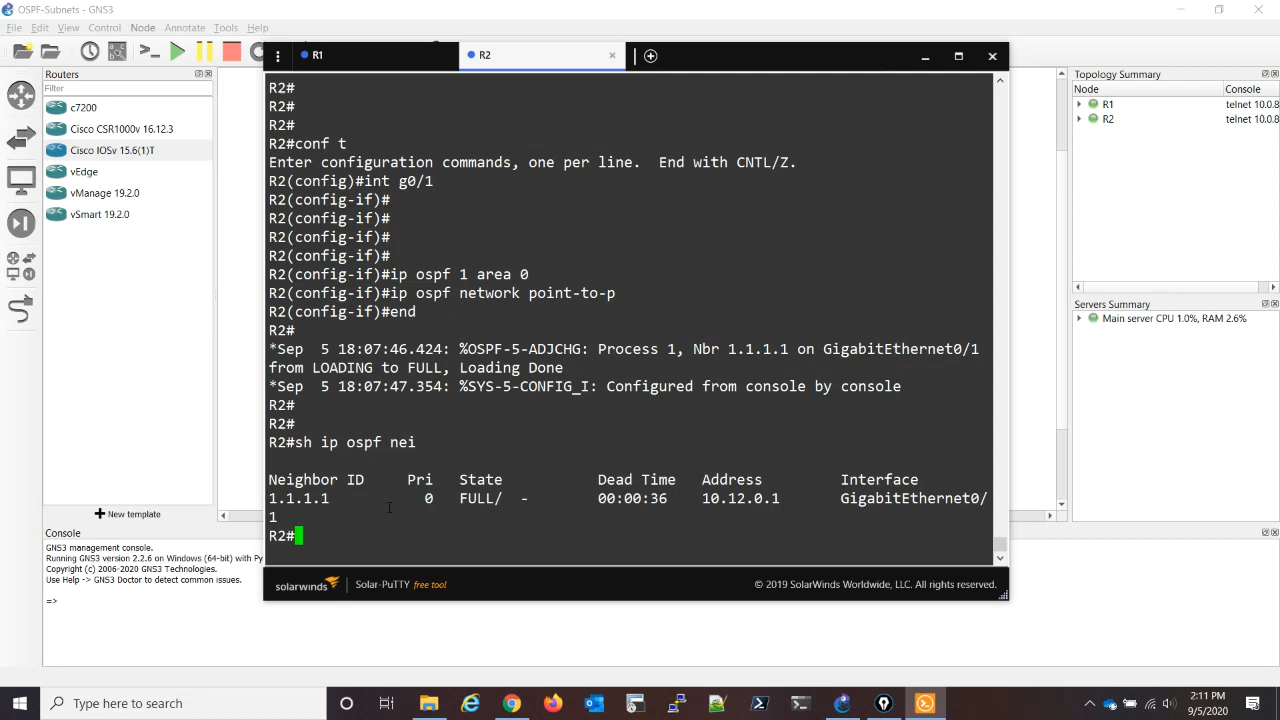 OSPF-Subnets - GNS3
File Edit View Control Node Annotate Tools Help
Routers
Filter
c7200
Cisco CSR1000v 16.12.3
Cisco IOSv 15.6(1)T
vEdge
vManage 19.2.0
vSmart 19.2.0
New template
R1
R2
R2#
R2#
R2#
R2#conf t
Enter configuration commands, one per line.  End with CNTL/Z.
R2(config)#int g0/1
R2(config-if)#
R2(config-if)#
R2(config-if)#
R2(config-if)#
R2(config-if)#ip ospf 1 area 0
R2(config-if)#ip ospf network point-to-p
R2(config-if)#end
R2#
*Sep  5 18:07:46.424: %OSPF-5-ADJCHG: Process 1, Nbr 1.1.1.1 on GigabitEthernet0/1
from LOADING to FULL, Loading Done
*Sep  5 18:07:47.354: %SYS-5-CONFIG_I: Configured from console by console
R2#
R2#
R2#sh ip ospf nei
Neighbor ID     Pri   State           Dead Time   Address         Interface
1.1.1.1           0   FULL/  -        00:00:36    10.12.0.1       GigabitEthernet0/
1
R2#
solarwinds Solar-PuTTY free tool
© 2019 SolarWinds Worldwide, LLC. All rights reserved.
Topology Summary
Node Console
R1 telnet 10.0.8
R2 telnet 10.0.8
Servers Summary
Main server CPU 1.0%, RAM 2.6%
Console
GNS3 management console.
Running GNS3 version 2.2.6 on Windows (64-bit) with Py
Copyright (c) 2006-2020 GNS3 Technologies.
Use Help -> GNS3 Doctor to detect common issues.
=>
Type here to search
2:11 PM
9/5/2020